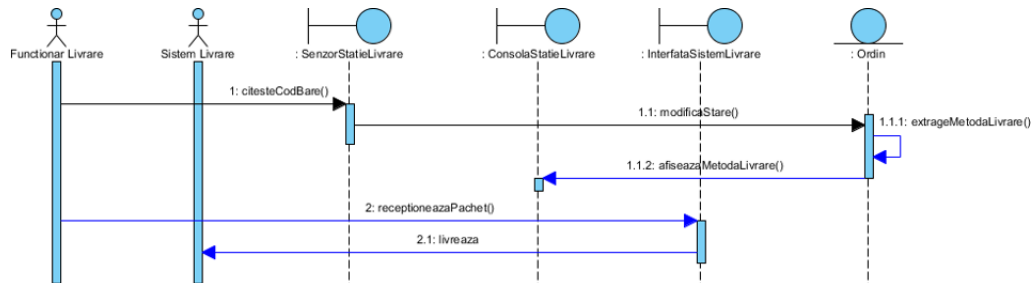 Functionar Livrare
Sistem Livrare
: SenzorStatieLivrare
: ConsolaStatieLivrare
: InterfataSistemLivrare
: Ordin
1: citesteCodBare()
1.1: modificaStare()
1.1.1: extrageMetodaLivrare()
1.1.2: afiseazaMetodaLivrare()
2: receptioneazaPachet()
2.1: livreaza